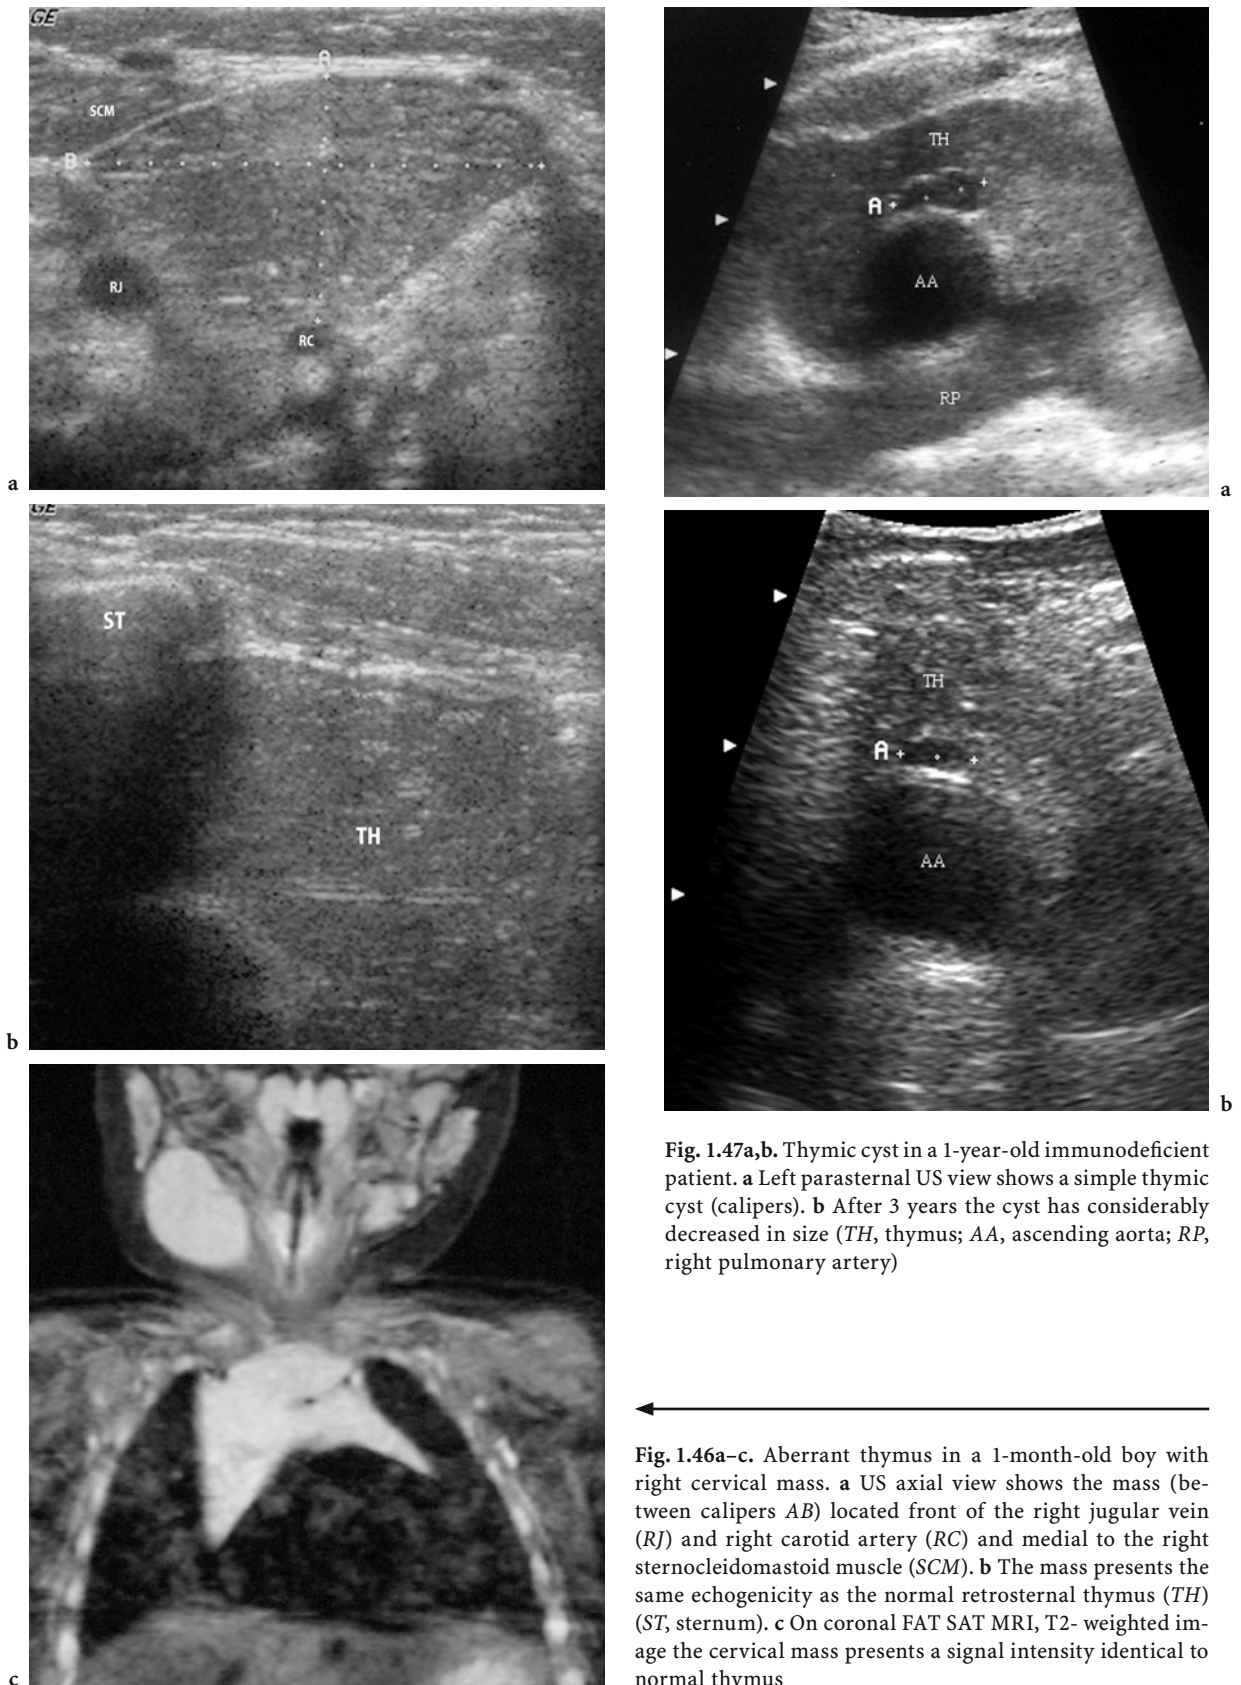 GE
A
SCM
B
RJ
RC
a
GE
ST
TH
b
c
TH
A
AA
RP
a
TH
A
AA
b
Fig. 1.47a,b. Thymic cyst in a 1-year-old immunodeficient
patient. a Left parasternal US view shows a simple thymic
cyst (calipers). b After 3 years the cyst has considerably
decreased in size (TH, thymus; AA, ascending aorta; RP,
right pulmonary artery)
Fig. 1.46a–c. Aberrant thymus in a 1-month-old boy with
right cervical mass. a US axial view shows the mass (be-
tween calipers AB) located front of the right jugular vein
(RJ) and right carotid artery (RC) and medial to the right
sternocleidomastoid muscle (SCM). b The mass presents the
same echogenicity as the normal retrosternal thymus (TH)
(ST, sternum). c On coronal FAT SAT MRI, T2- weighted im-
age the cervical mass presents a signal intensity identical to
normal thymus